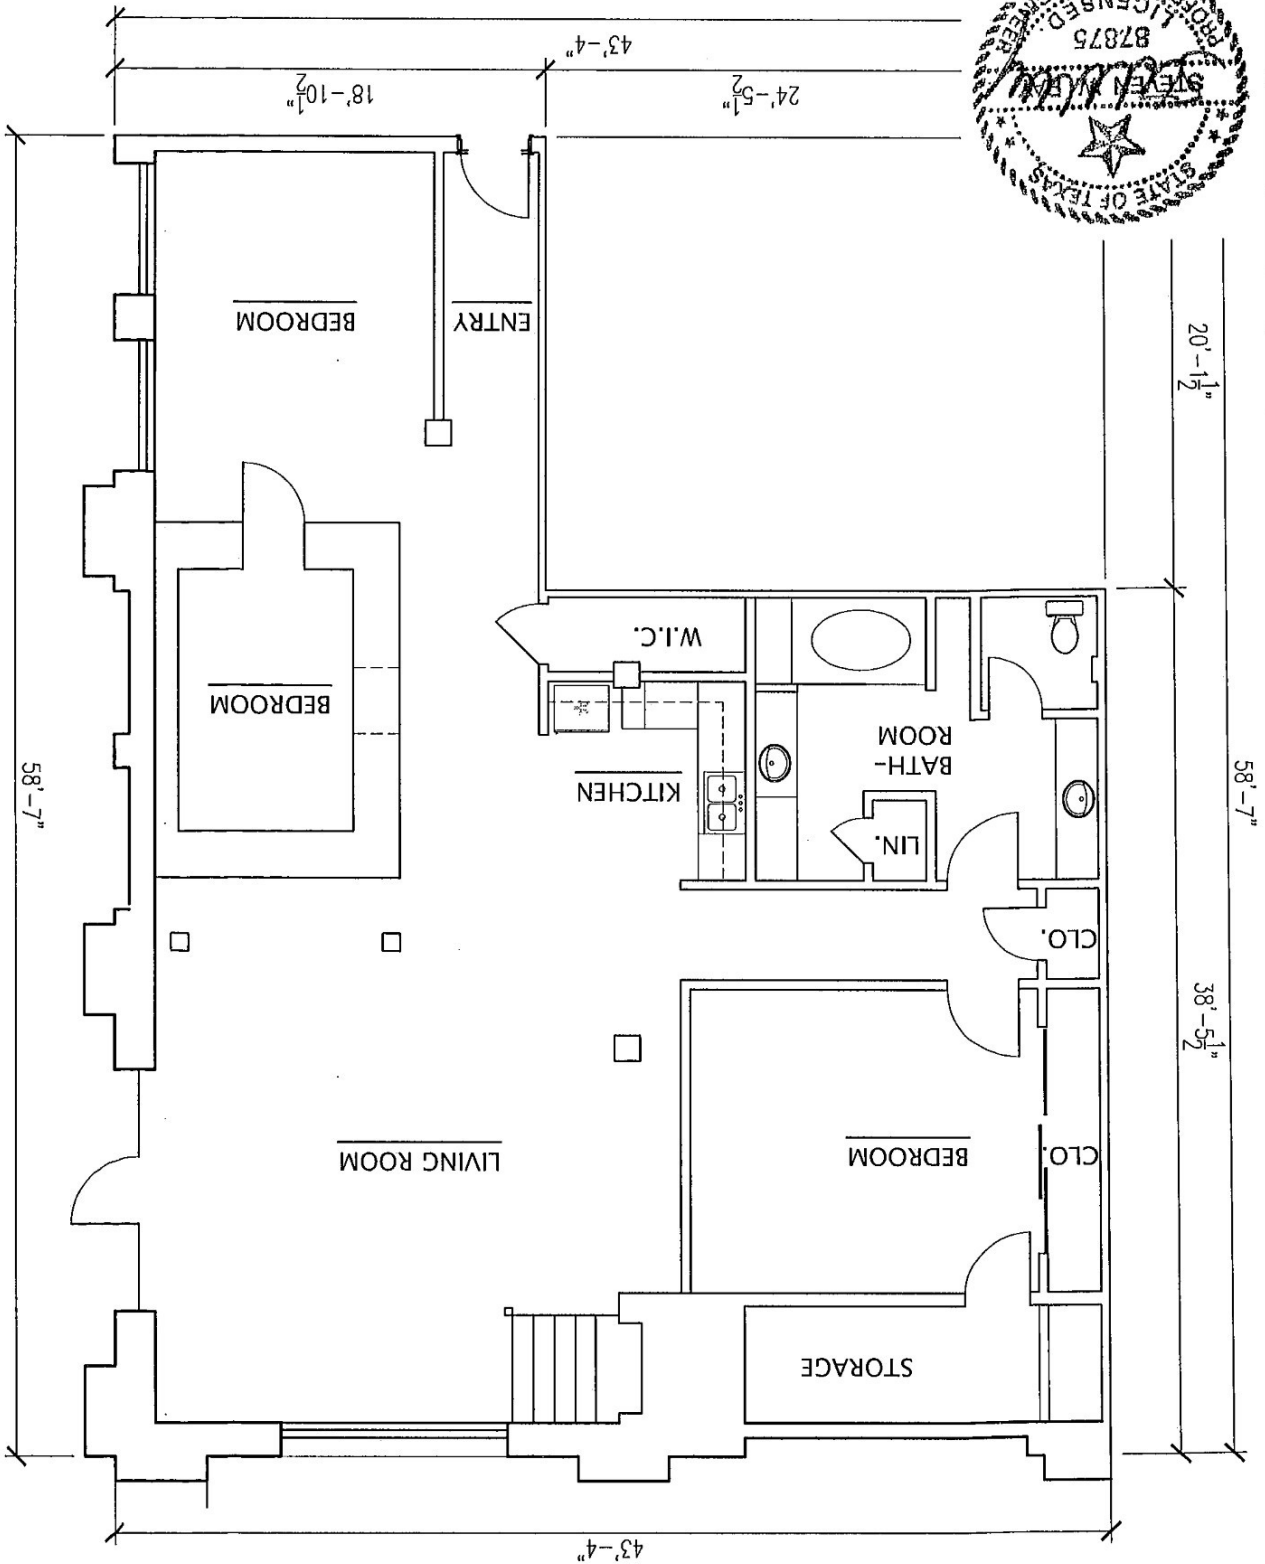 43'-4"
STORAGE
CLO.
BEDROOM
LIVING ROOM
38'-5½"
CLO.
LIN.
BATH-
ROOM
KITCHEN
58'-7"
58'-7"
BEDROOM
W.I.C.
20'-1½"
ENTRY
BEDROOM
STATE OF TEXAS
STEVEN
87875
LICENSED
24'-5½"
18'-10½"
43'-4"